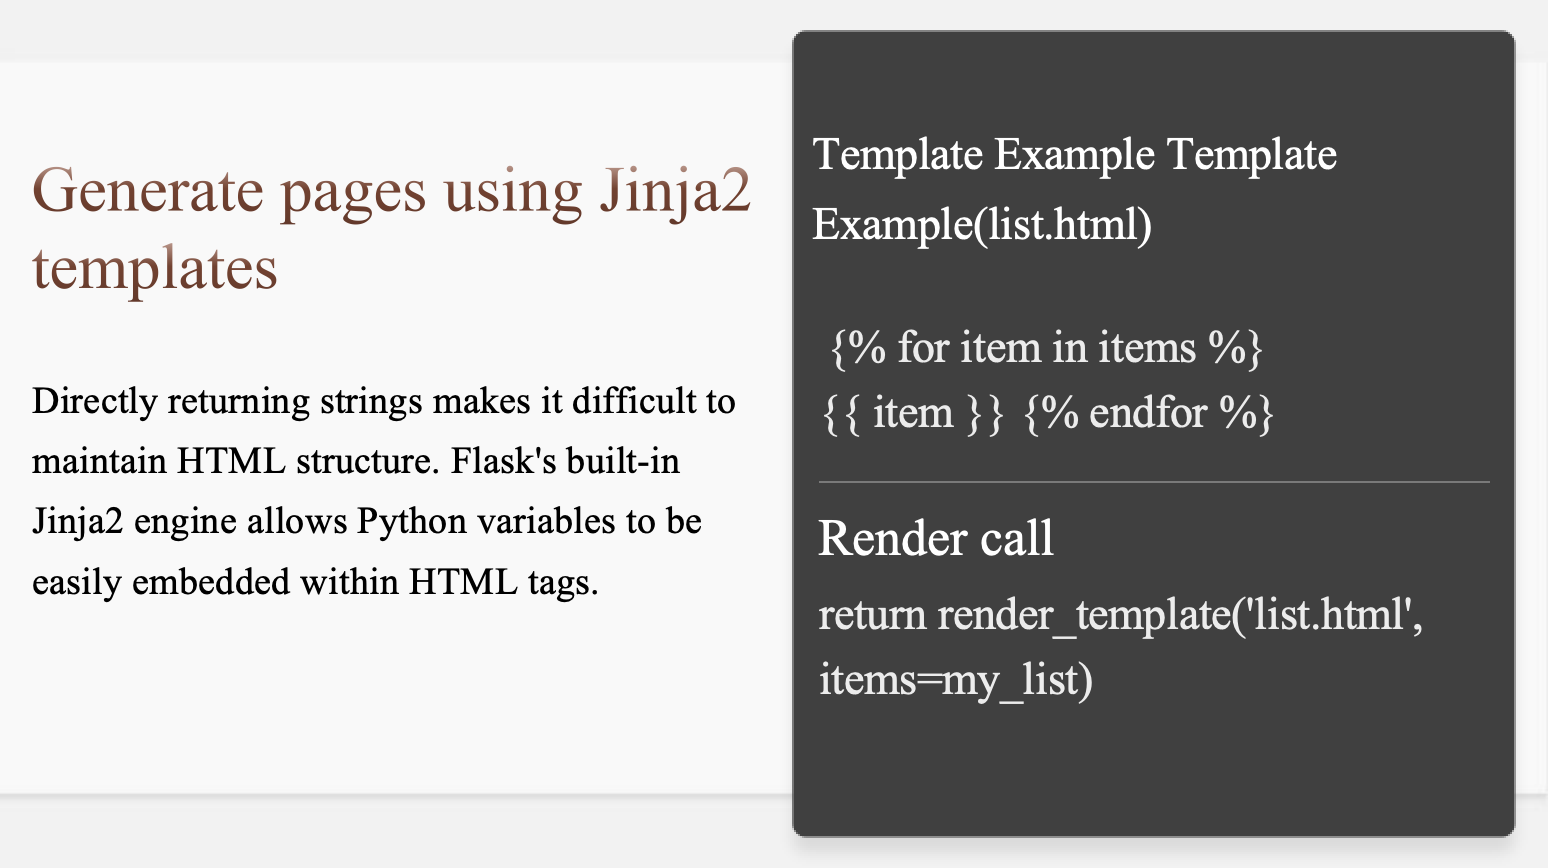 Generate pages using Jinja2
templates
Directly returning strings makes it difficult to
maintain HTML structure. Flask's built-in
Jinja2 engine allows Python variables to be
easily embedded within HTML tags.
Template Example Template
Example(list.html)
{% for item in items %}
{{ item }} {% endfor %}
Render call
return render_template('list.html',
items=my_list)